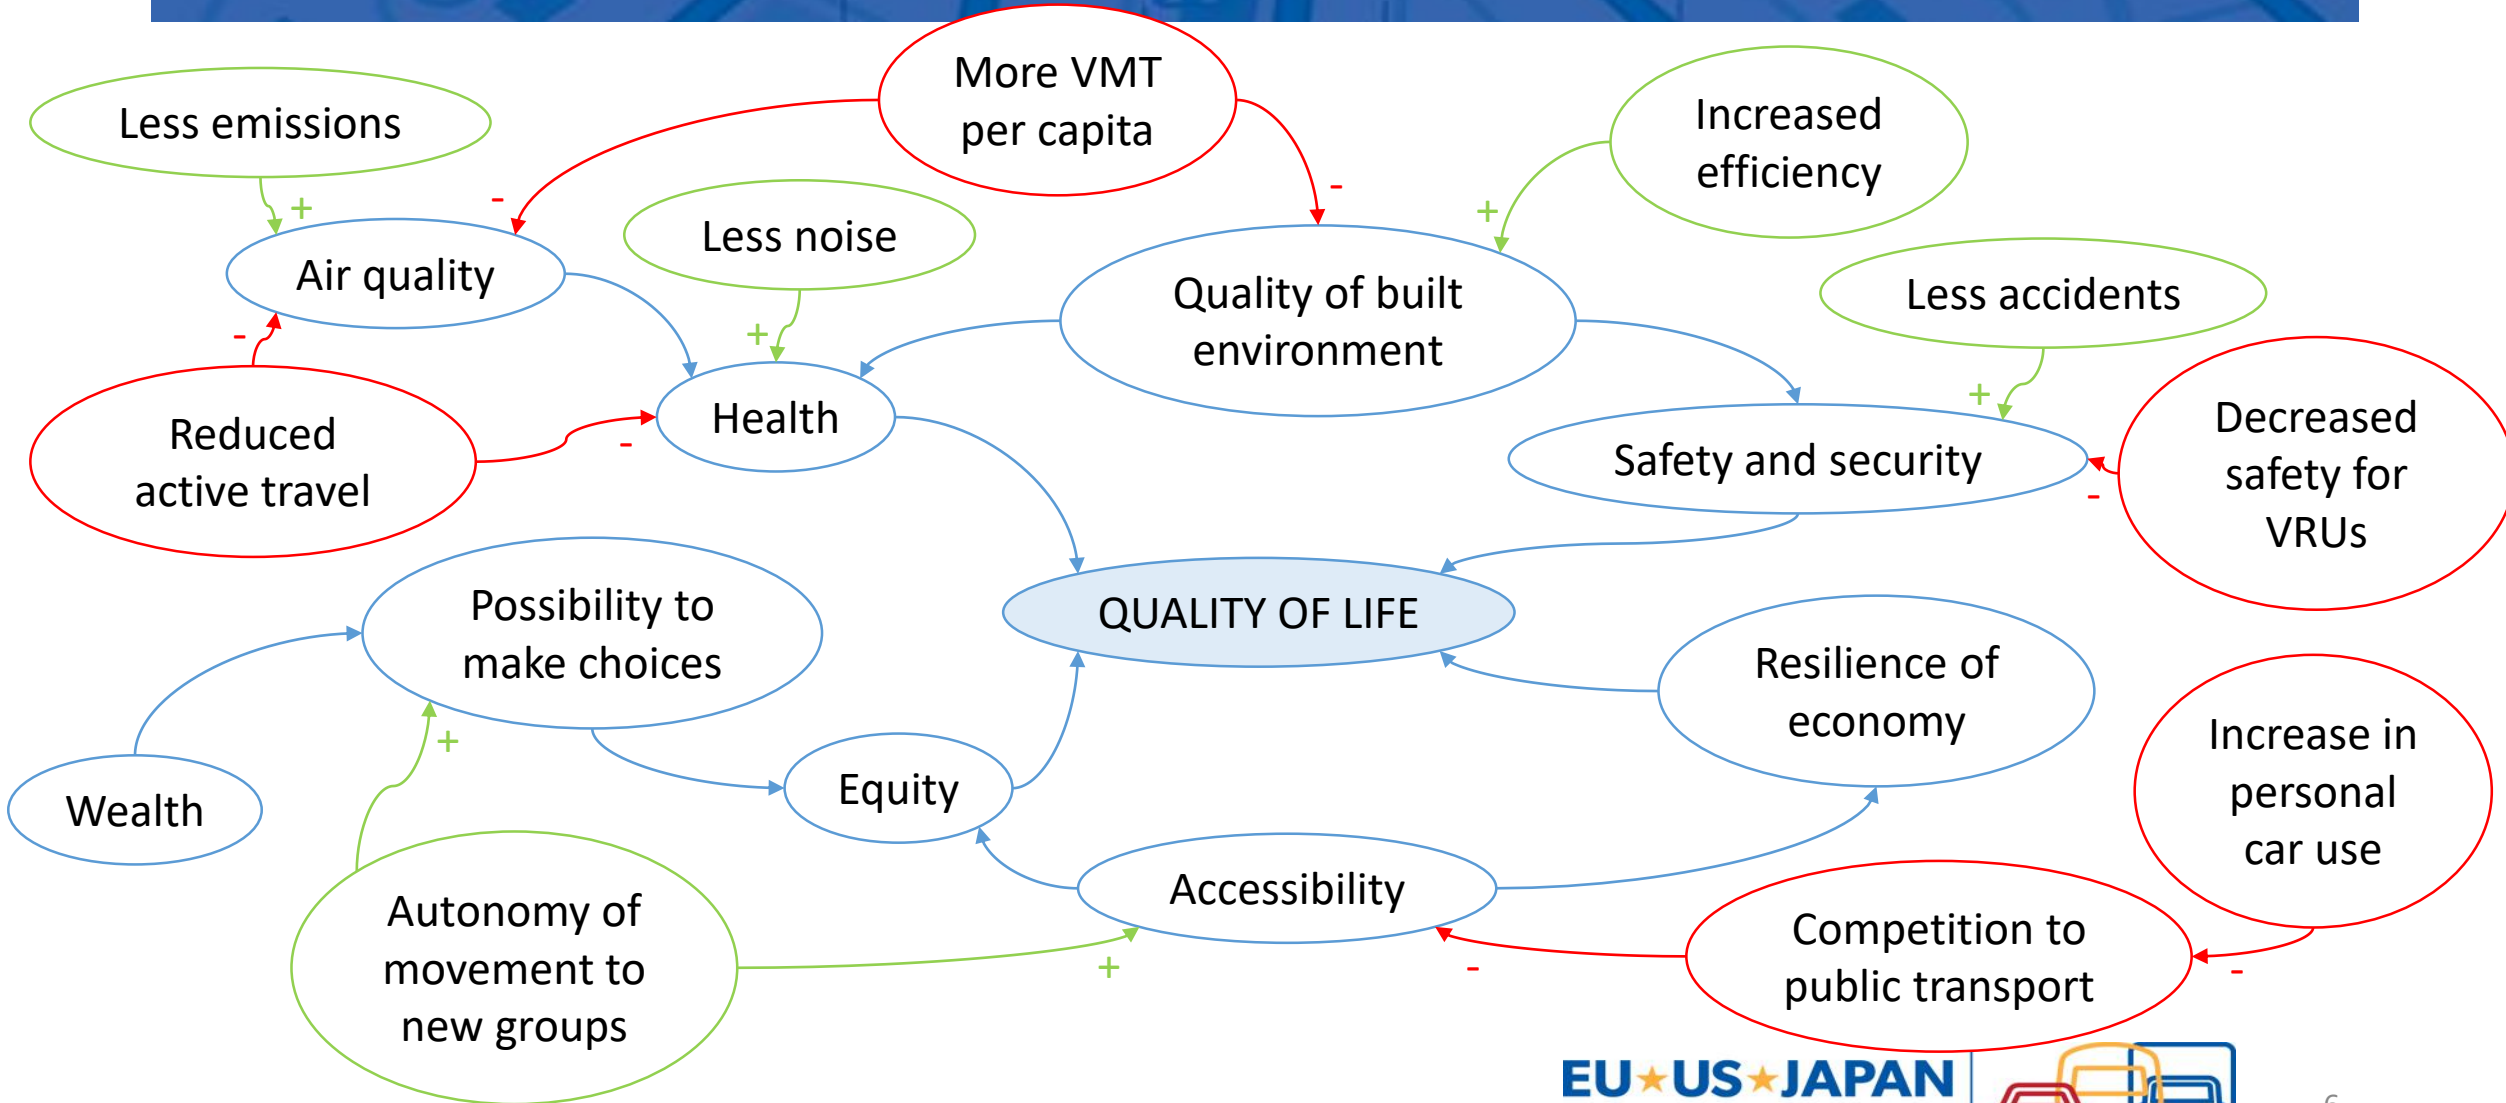 More VMT
per capita
Less emissions
Increased
efficiency
-
-
+
+
Less noise
Air quality
Quality of built
environment
Less accidents
-
+
+
Reduced
active travel
Health
-
Safety and security
Decreased
safety for
VRUs
-
Possibility to
make choices
QUALITY OF LIFE
Resilience of
economy
+
Increase in
personal
car use
Wealth
Equity
Accessibility
Autonomy of
movement to
new groups
+
-
Competition to
public transport
-
EU★US★JAPAN